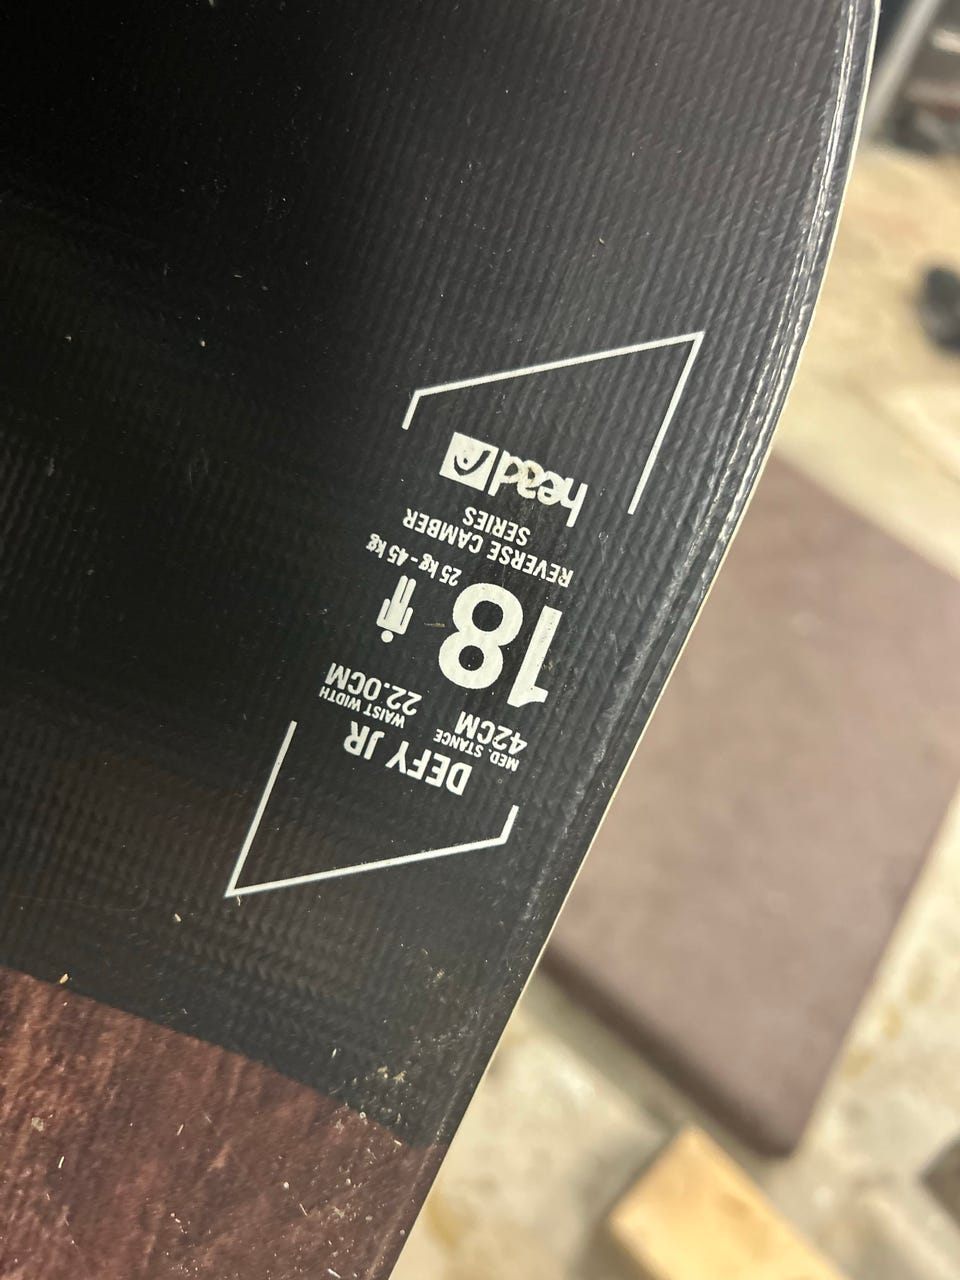 DEFY JR
MED. STANCE
42CM
WAIST WIDTH
22.0CM
18
25 kg - 45 kg
REVERSE CAMBER
SERIES
head